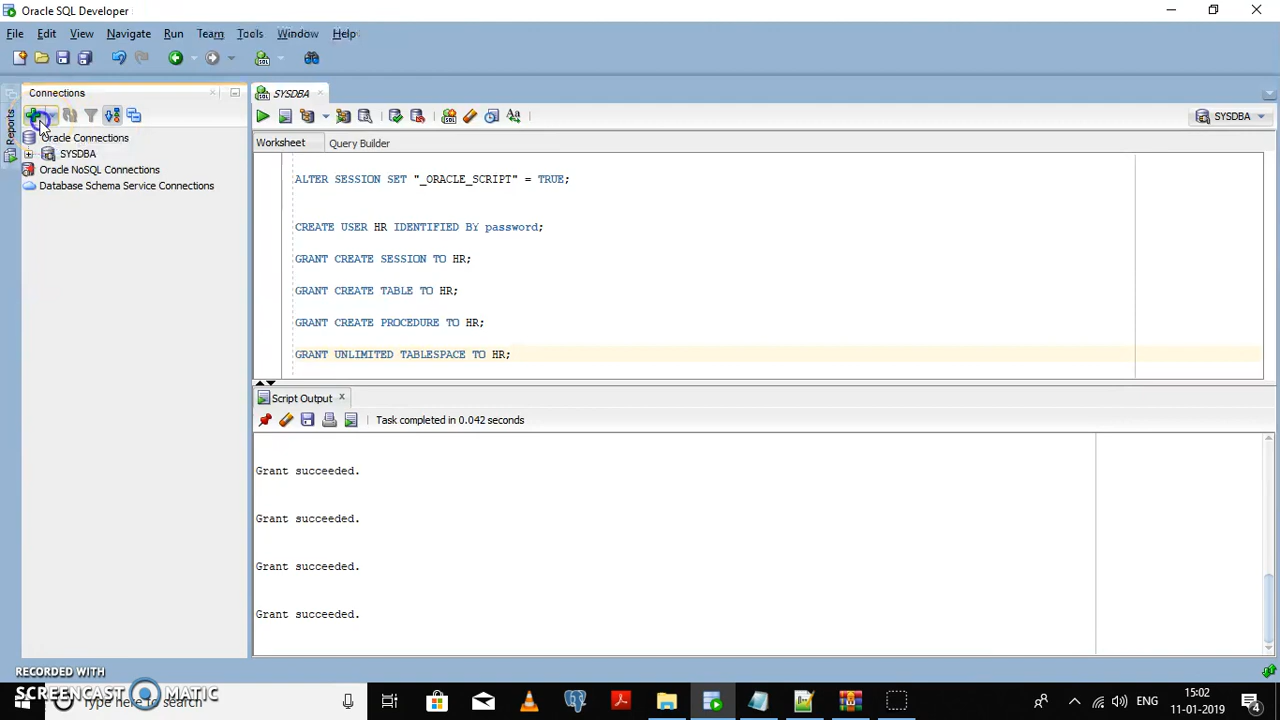 Oracle SQL Developer
File Edit View Navigate Run Team Tools Window Help
Connections
SYSDBA
SYSDBA
Worksheet Query Builder
Reports
Oracle Connections
SYSDBA
Oracle NoSQL Connections
Database Schema Service Connections
ALTER SESSION SET "_ORACLE_SCRIPT" = TRUE;
CREATE USER HR IDENTIFIED BY password;
GRANT CREATE SESSION TO HR;
GRANT CREATE TABLE TO HR;
GRANT CREATE PROCEDURE TO HR;
GRANT UNLIMITED TABLESPACE TO HR;
Script Output
Task completed in 0.042 seconds
Grant succeeded.
Grant succeeded.
Grant succeeded.
Grant succeeded.
RECORDED WITH
SCREENCAST MATIC
Type here to search
ENG
15:02
11-01-2019
4